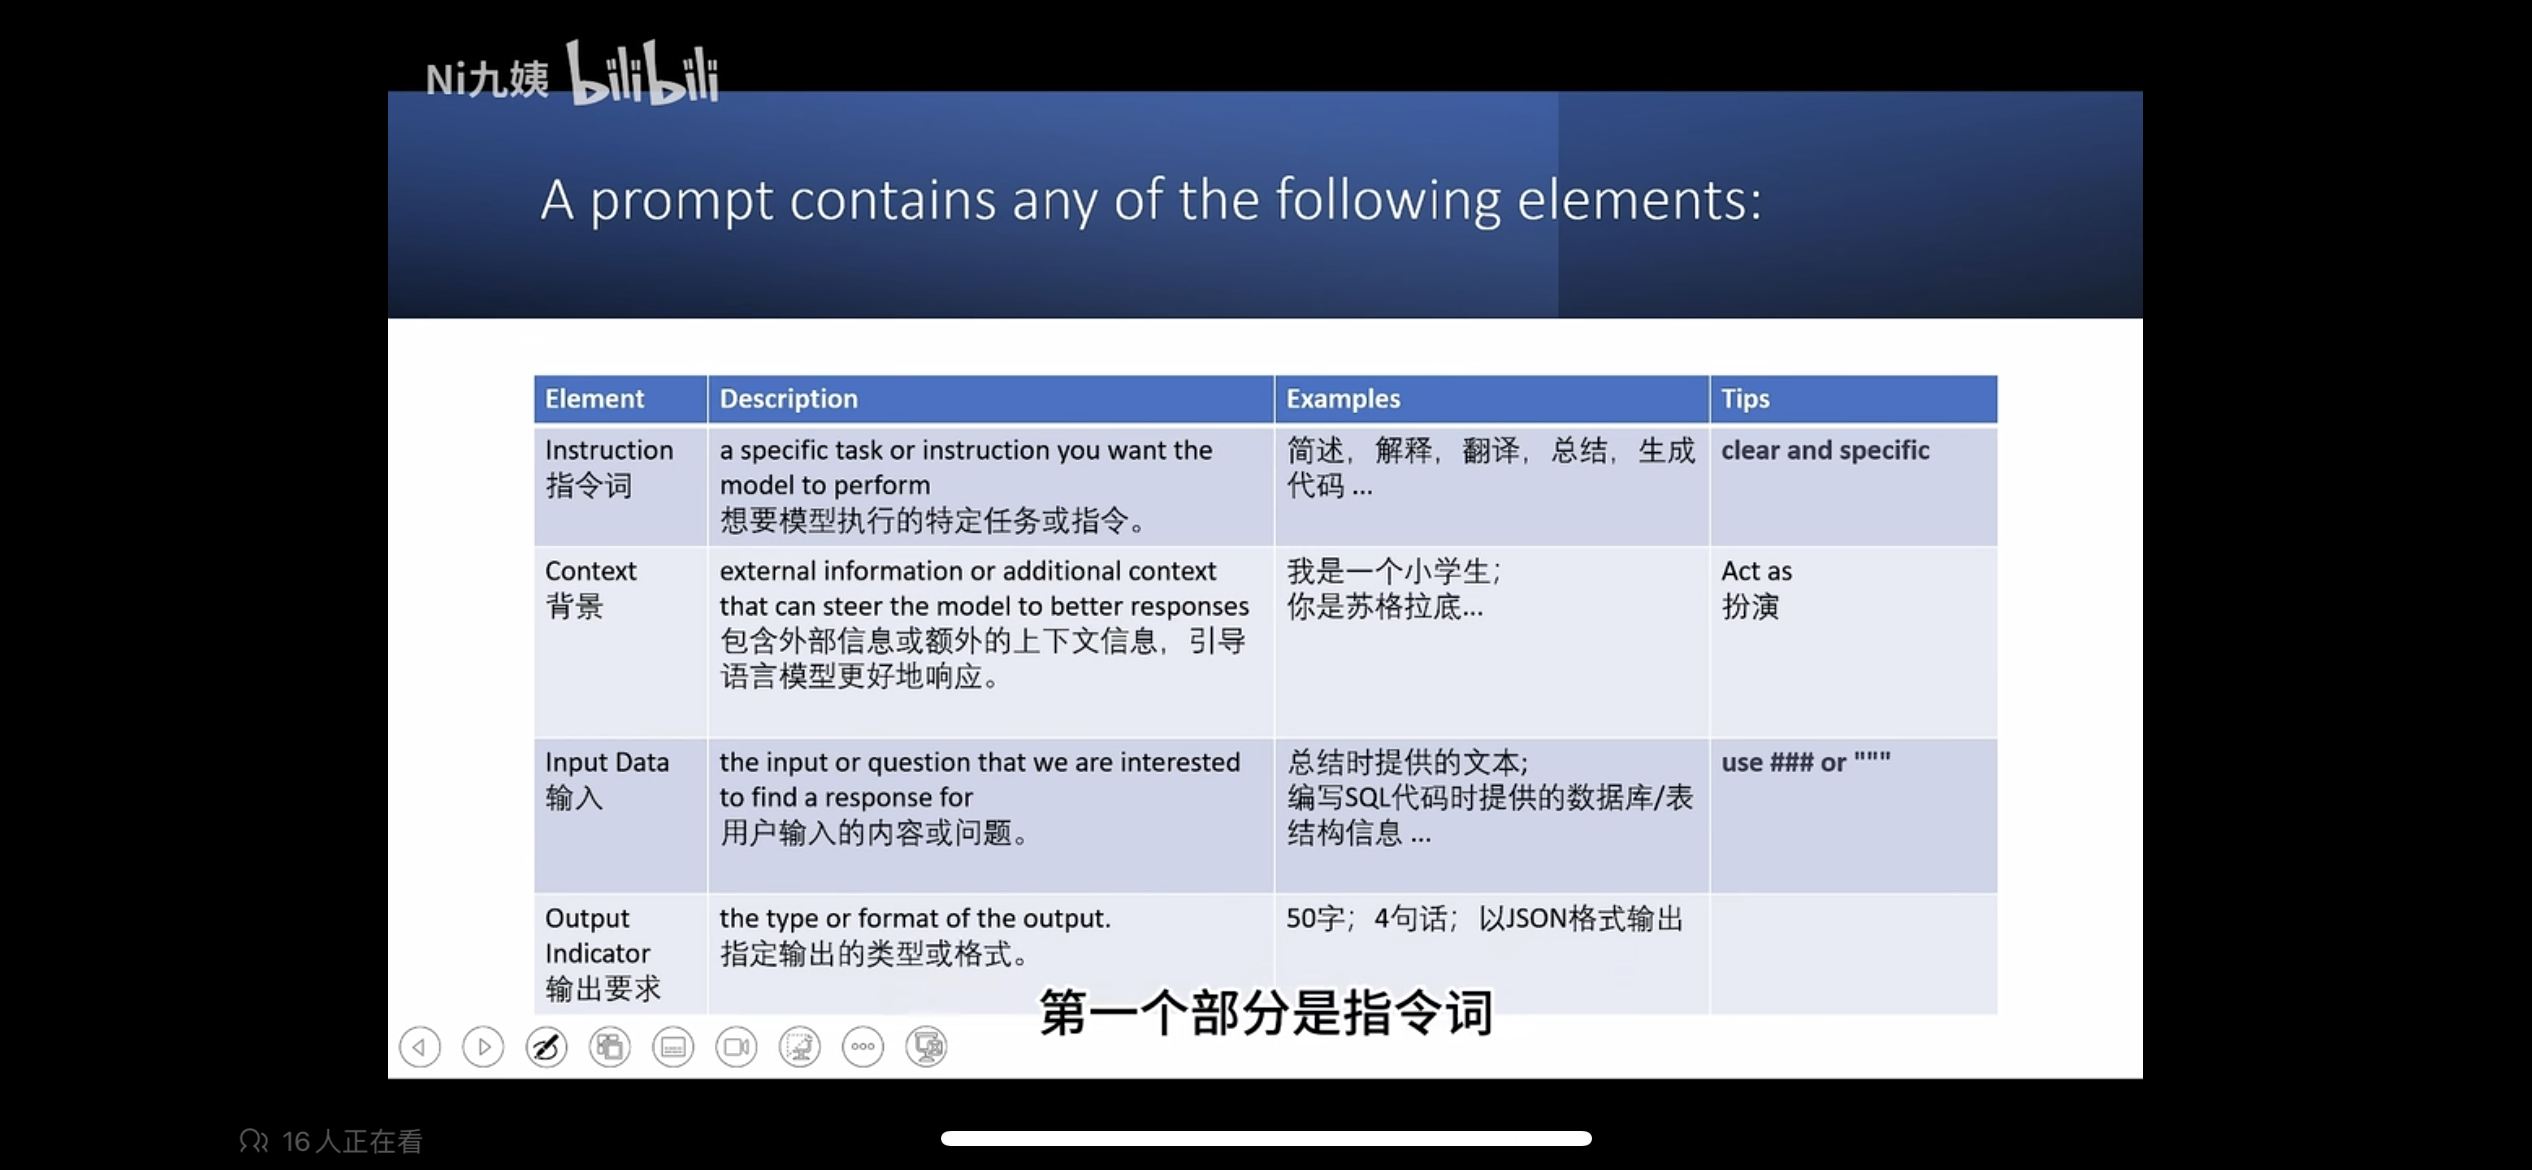 Ni九姨 bilibili
A prompt contains any of the following elements:
Element Description Examples Tips
Instruction
指令词
a specific task or instruction you want the
model to perform
想要模型执行的特定任务或指令。
简述，解释，翻译，总结，生成
代码 ...
clear and specific
Context
背景
external information or additional context
that can steer the model to better responses
包含外部信息或额外的上下文信息，引导
语言模型更好地响应。
我是一个小学生；
你是苏格拉底...
Act as
扮演
Input Data
输入
the input or question that we are interested
to find a response for
用户输入的内容或问题。
总结时提供的文本;
编写SQL代码时提供的数据库/表
结构信息 ...
use ### or """
Output
Indicator
输出要求
the type or format of the output.
指定输出的类型或格式。
50字；4句话；以JSON格式输出
第一个部分是指令词
16人正在看